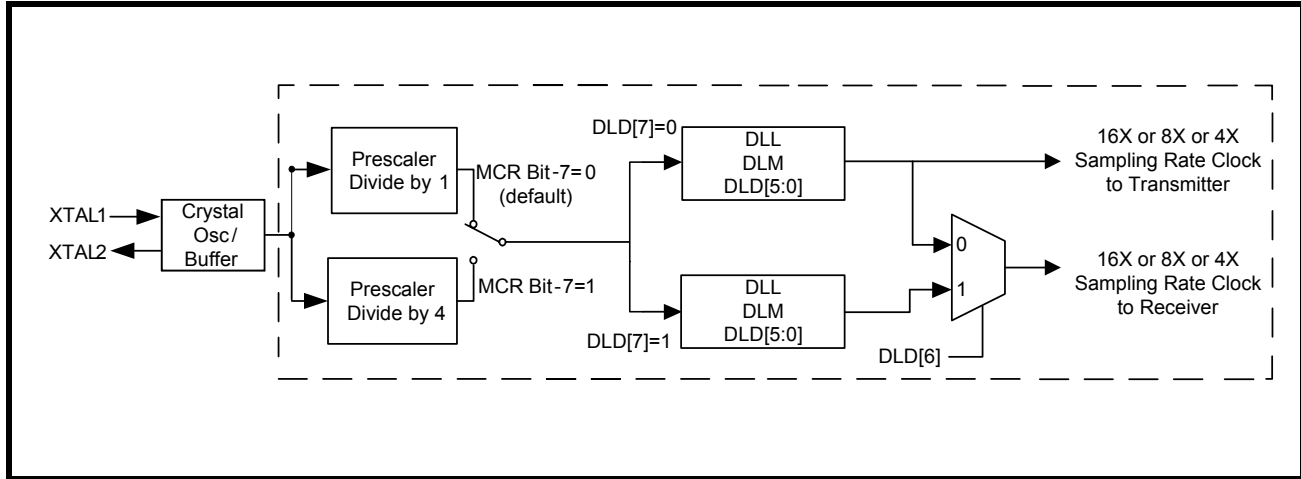 XTAL1
XTAL2
Crystal
Osc/
Buffer
Prescaler
Divide by 1
Prescaler
Divide by 4
MCR Bit-7=0
(default)
MCR Bit-7=1
DLD[7]=0
DLL
DLM
DLD[5:0]
DLD[7]=1
DLL
DLM
DLD[5:0]
0
1
DLD[6]
16X or 8X or 4X
Sampling Rate Clock
to Transmitter
16X or 8X or 4X
Sampling Rate Clock
to Receiver